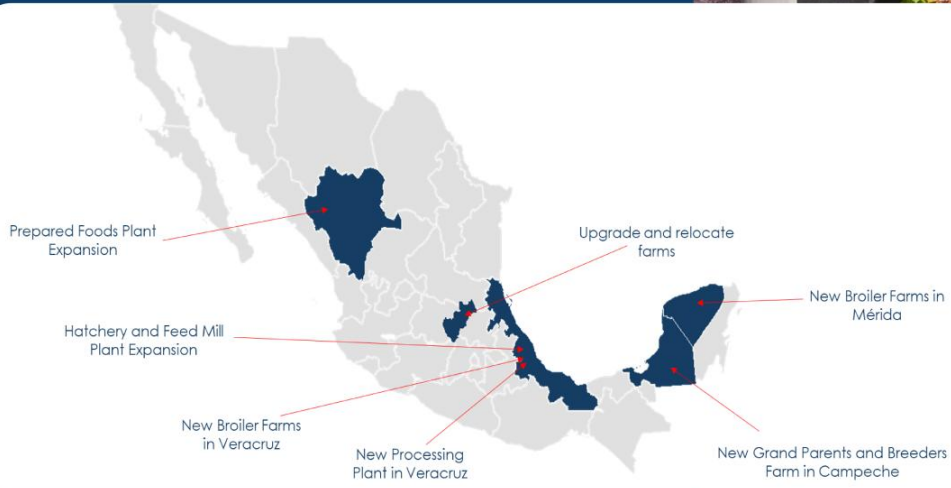 Prepared Foods Plant
Expansion
Upgrade and relocate
farms
New Broiler Farms in
Mérida
Hatchery and Feed Mill
Plant Expansion
New Broiler Farms
in Veracruz
New Processing
Plant in Veracruz
New Grand Parents and Breeders
Farm in Campeche